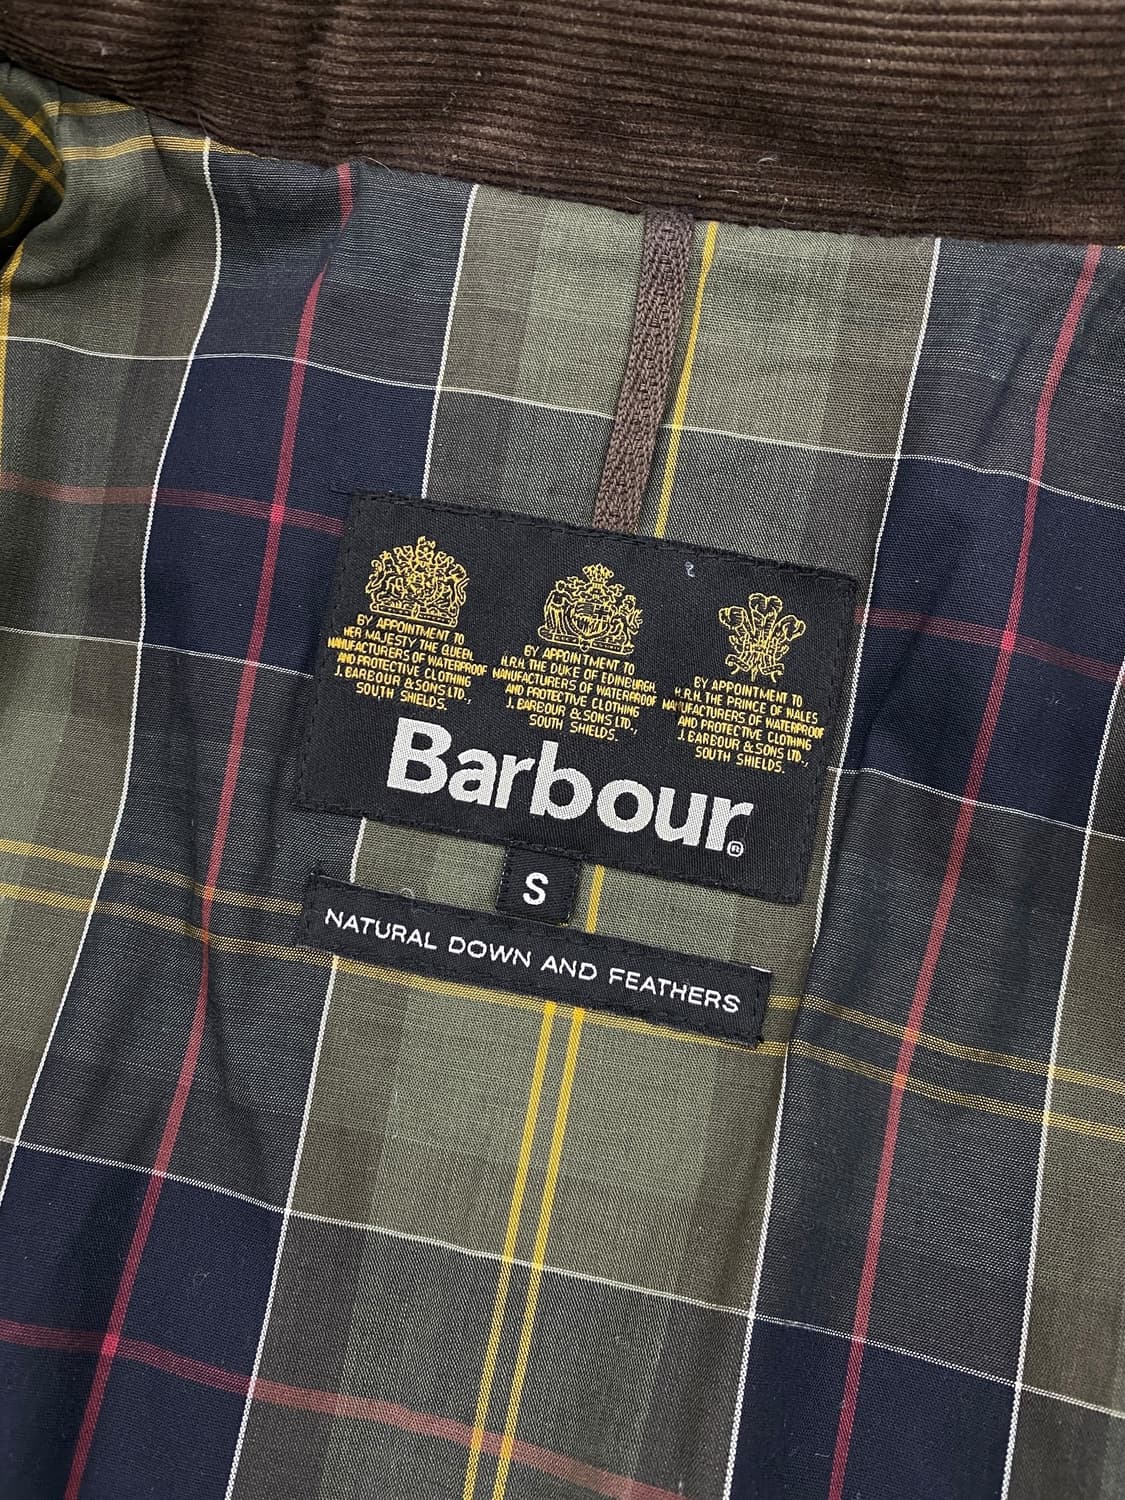 BY APPOINTMENT TO
HER MAJESTY THE QUEEN
MANUFACTURERS OF WATERPROOF
AND PROTECTIVE CLOTHING
J. BARBOUR & SONS LTD.,
SOUTH SHIELDS.
BY APPOINTMENT TO
H.R.H. THE DUKE OF EDINBURGH
MANUFACTURERS OF WATERPROOF
AND PROTECTIVE CLOTHING
J. BARBOUR & SONS LTD.,
SOUTH SHIELDS.
BY APPOINTMENT TO
H.R.H. THE PRINCE OF WALES
MANUFACTURERS OF WATERPROOF
AND PROTECTIVE CLOTHING
J. BARBOUR & SONS LTD.,
SOUTH SHIELDS.
Barbour®
S
NATURAL DOWN AND FEATHERS